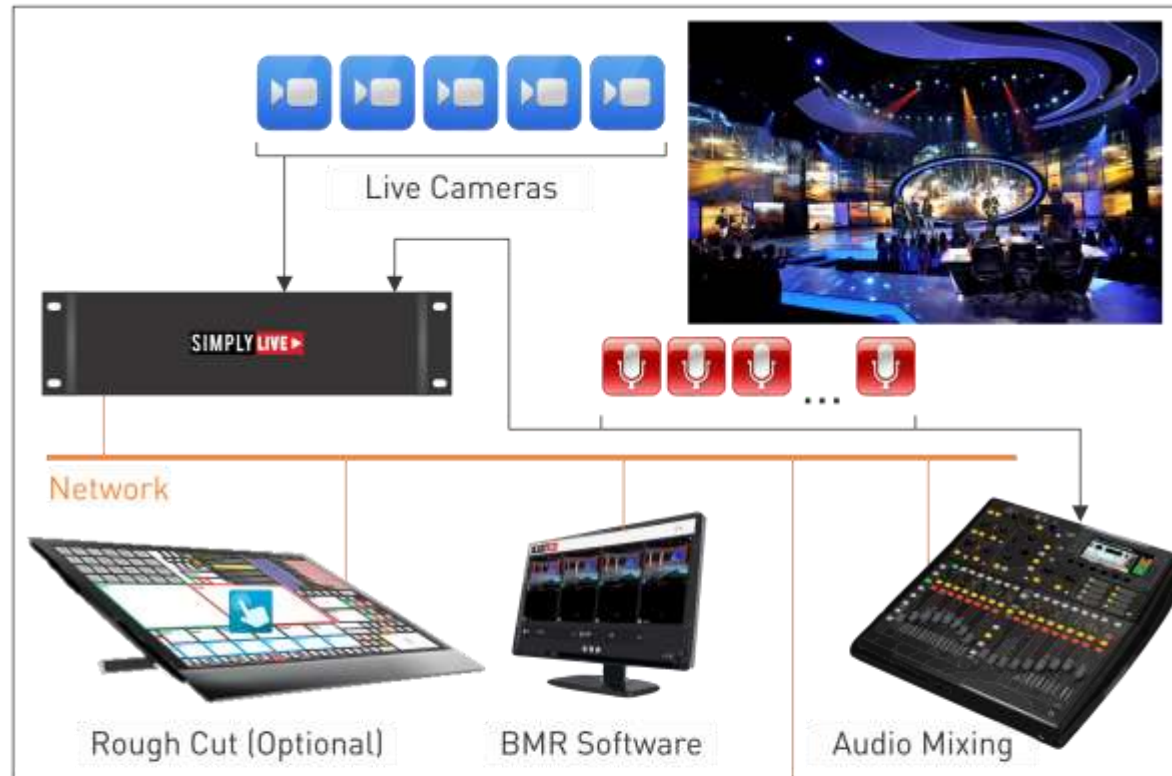 Live Cameras
SIMPLY LIVE
...
Network
Rough Cut (Optional)
BMR Software
Audio Mixing